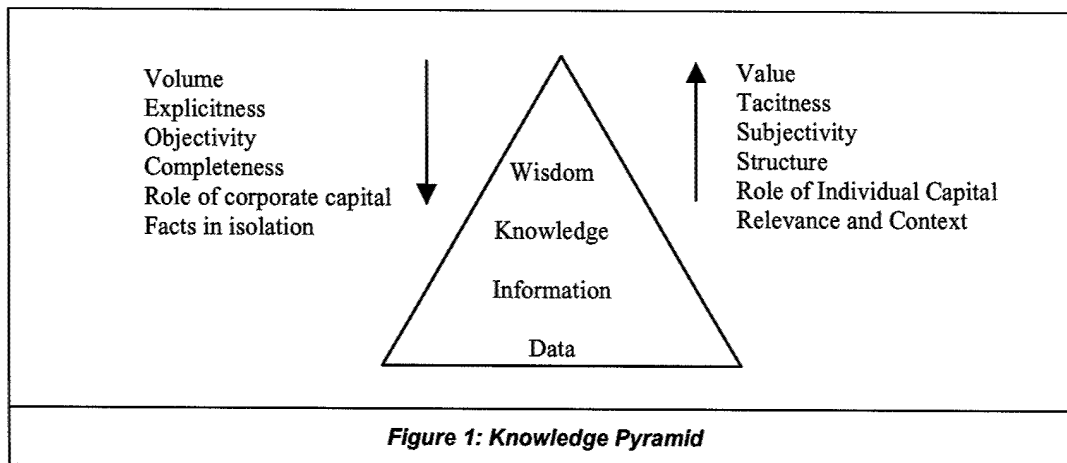 Volume
Explicitness
Objectivity
Completeness
Role of corporate capital
Facts in isolation
Wisdom
Knowledge
Information
Data
Value
Tacitness
Subjectivity
Structure
Role of Individual Capital
Relevance and Context
Figure 1: Knowledge Pyramid